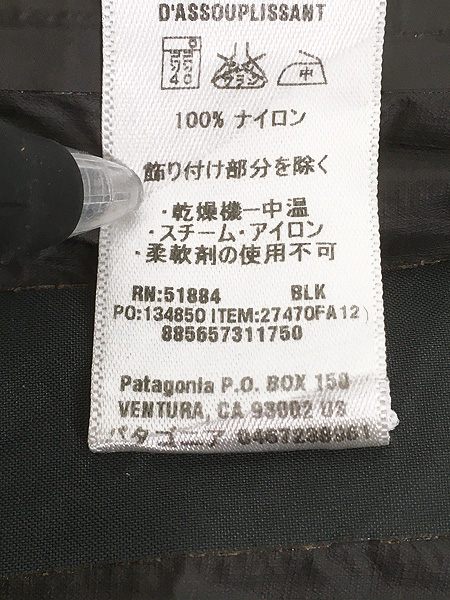 D'ASSOUPLISSANT
40 中
100% ナイロン
飾り付け部分を除く
・乾燥機一中温
・スチーム・アイロン
・柔軟剤の使用不可
RN:51884 BLK
PO:134850 ITEM:27470FA12)
885657311750
Patagonia P.O. BOX 150
VENTURA, CA 93002 US
パタゴニア 0467238961